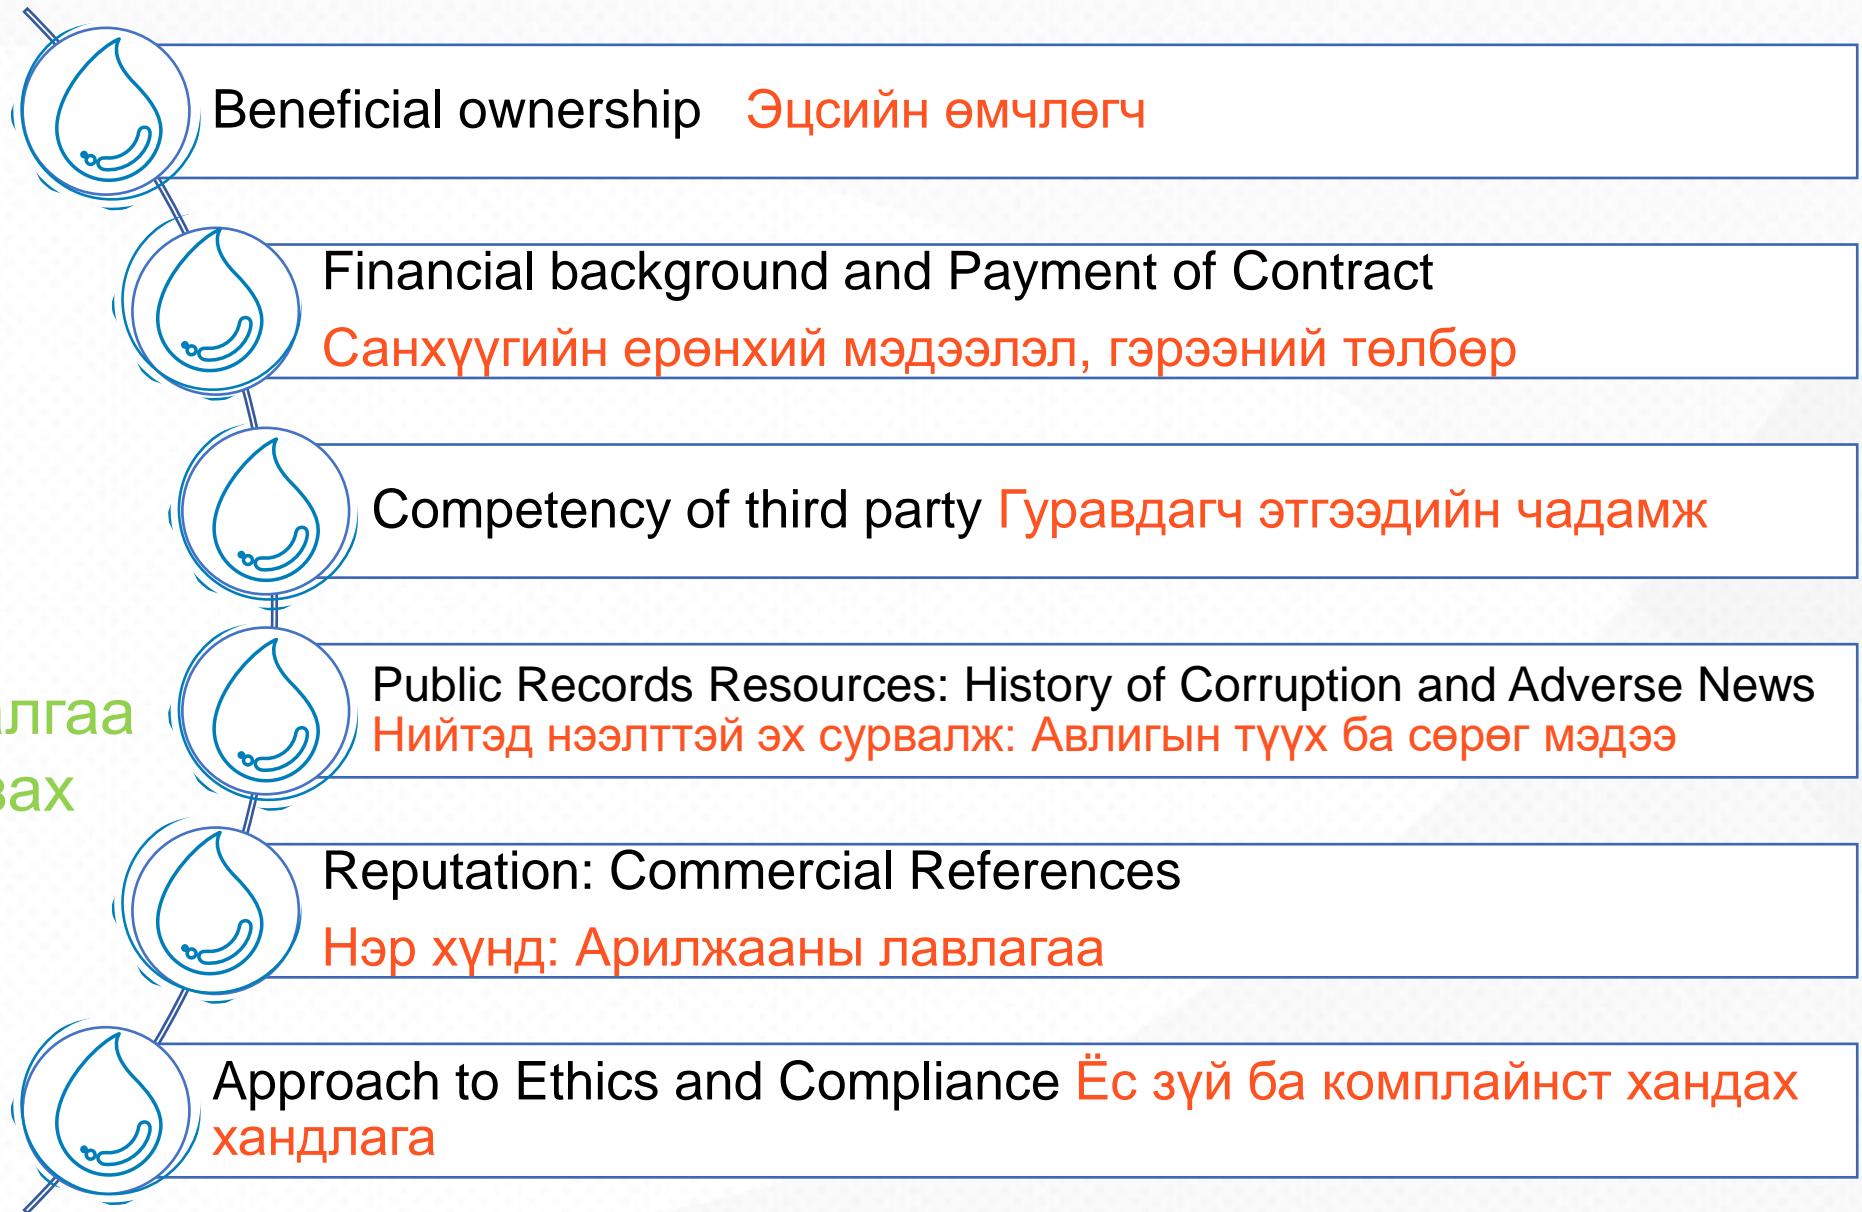 Beneficial ownership Эцсийн өмчлөгч
Financial background and Payment of Contract
Санхүүгийн ерөнхий мэдээлэл, гэрээний төлбөр
Competency of third party Гуравдагч этгээдийн чадамж
Public Records Resources: History of Corruption and Adverse News
Нийтэд нээлттэй эх сурвалж: Авлигын түүх ба сөрөг мэдээ
Reputation: Commercial References
Нэр хүнд: Арилжааны лавлагаа
Approach to Ethics and Compliance Ёс зүй ба комплайнст хандах
хандлага